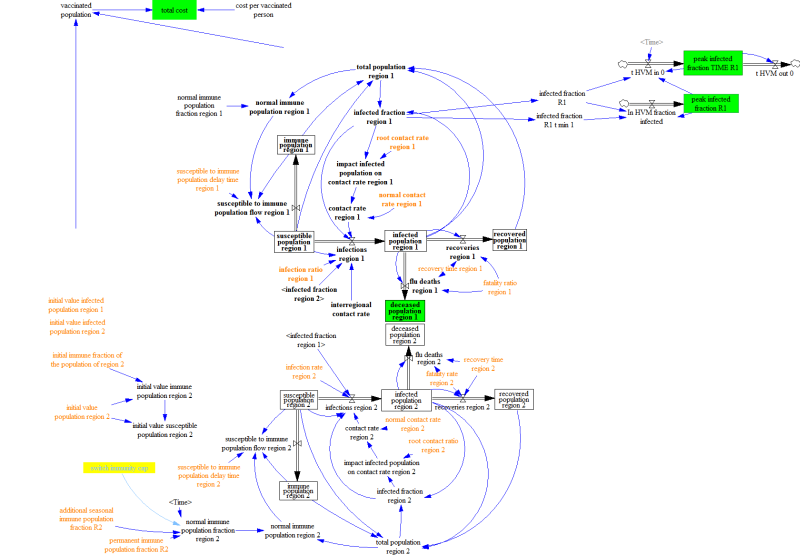 vaccinated
population
total cost
cost per vaccinated
person
<Time>
t HVM in 0
peak infected
fraction TIME R1
t HVM out 0
total population
region 1
normal immune
population
fraction region 1
normal immune
population region 1
infected fraction
region 1
infected fraction
R1
infected fraction
R1 t min 1
In HVM fraction
infected
peak infected
fraction R1
immune
population
region 1
root contact rate
region 1
impact infected
population on
contact rate region 1
susceptible to immune
population delay time
region 1
susceptible to immune
population flow region 1
contact rate
region 1
normal contact
rate region 1
susceptible
population
region 1
infections
region 1
infected
population
region 1
recoveries
region 1
recovered
population
region 1
infection ratio
region 1
<infected fraction
region 2>
interregional
contact rate
recovery time region 1
flu deaths
region 1
fatality ratio
region 1
deceased
population
region 1
initial value infected
population region 1
initial value infected
population region 2
deceased
population
region 2
<infected fraction
region 1>
initial immune fraction of
the population of region 2
flu deaths
region 2
recovery time
region 2
infection rate
region 2
fatality rate
region 2
initial value immune
population region 2
initial value
population region 2
initial value susceptible
population region 2
susceptible
population
region 2
infections region 2
infected
population
region 2
recoveries region 2
recovered
population
region 2
normal contact rate
region 2
contact rate
region 2
susceptible to immune
population flow region 2
root contact ratio
region 2
impact infected population
on contact rate region 2
susceptible to immune
population delay time
region 2
immune
population
region 2
infected fraction
region 2
<Time>
additional seasonal
immune population
fraction R2
normal immune
population fraction
region 2
normal immune
population region 2
permanent immune
population fraction R2
total population
region 2